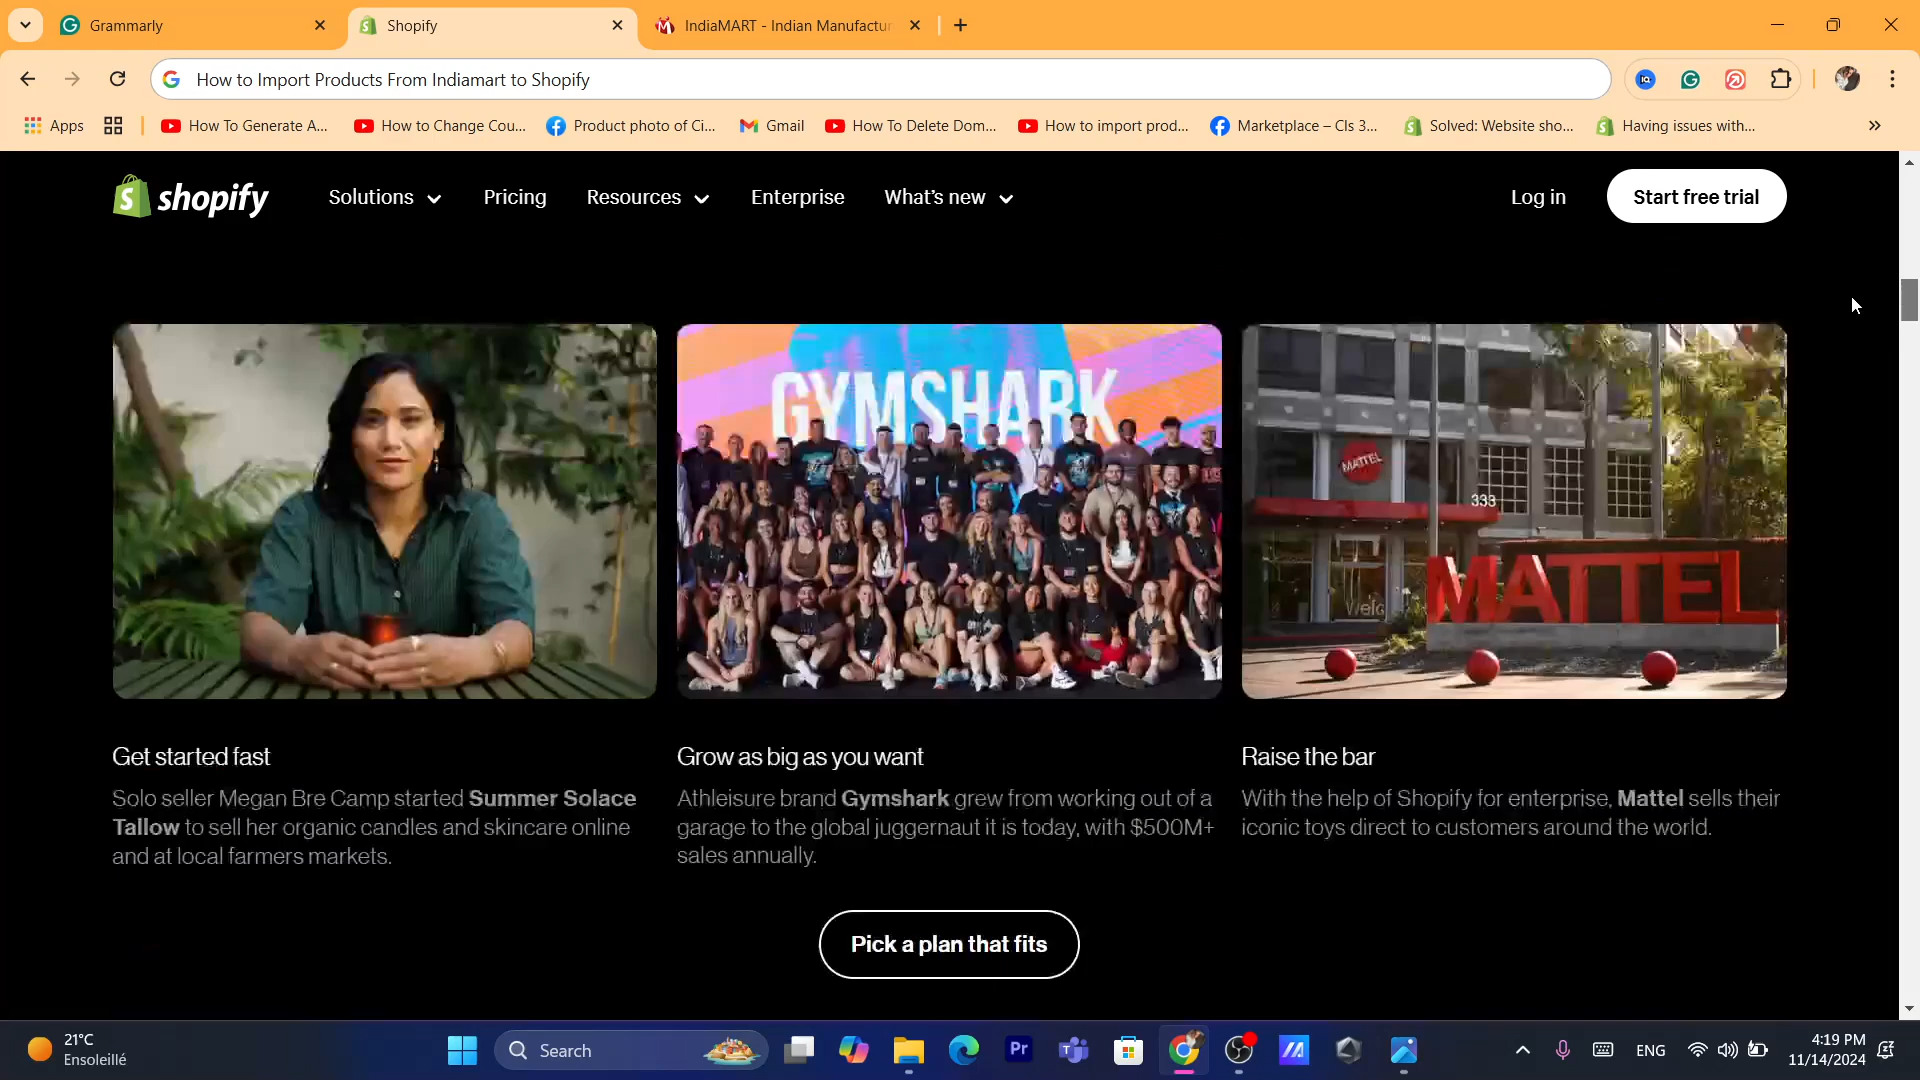 Grammarly
Shopify
IndiaMART - Indian Manufactur
How to Import Products From Indiamart to Shopify
Apps
How To Generate A...
How to Change Cou...
Product photo of Ci...
Gmail
How To Delete Dom...
How to import prod...
Marketplace – Cls 3...
Solved: Website sho...
Having issues with...
shopify
Solutions
Pricing
Resources
Enterprise
What's new
Log in
Start free trial
GYMSHARK
MATTEL
333
MATTEL
Get started fast
Solo seller Megan Bre Camp started Summer Solace
Tallow to sell her organic candles and skincare online
and at local farmers markets.
Grow as big as you want
Athleisure brand Gymshark grew from working out of a
garage to the global juggernaut it is today, with $500M+
sales annually.
Raise the bar
With the help of Shopify for enterprise, Mattel sells their
iconic toys direct to customers around the world.
Pick a plan that fits
21°C
Ensoleillé
Search
Pr
ENG
4:19 PM
11/14/2024